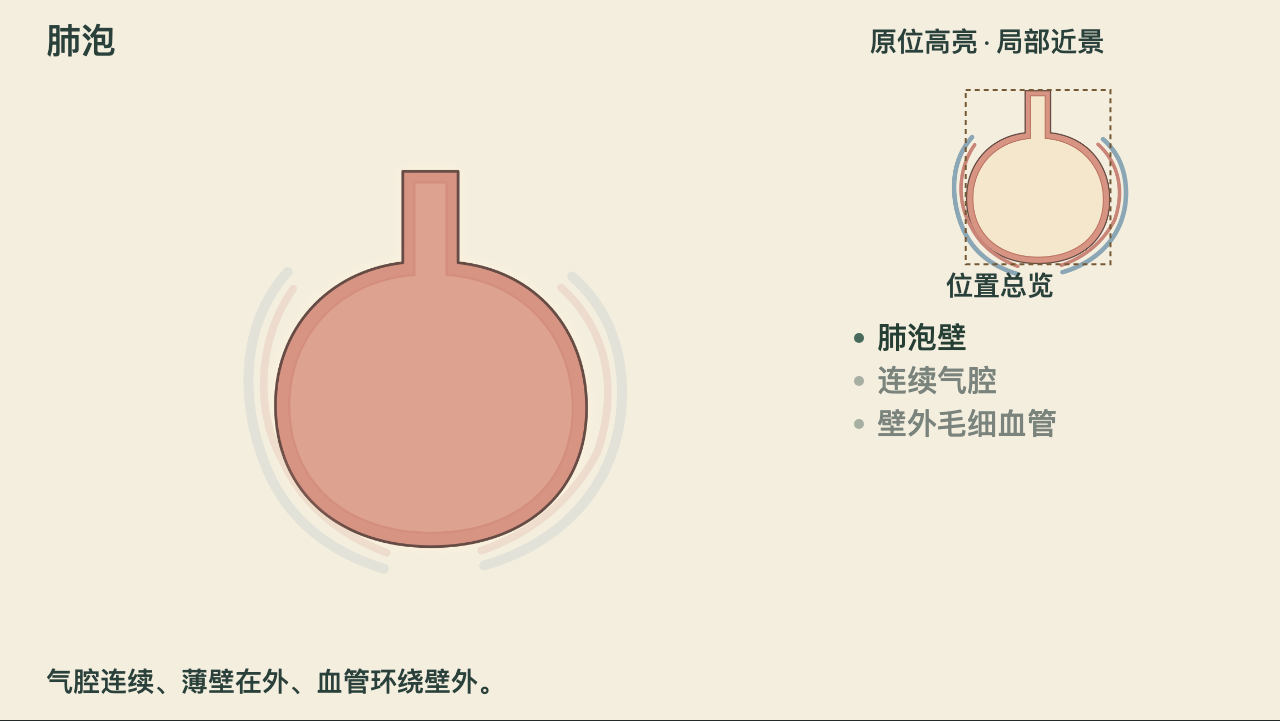 肺泡
原位高亮 · 局部近景
位置总览
肺泡壁
连续气腔
壁外毛细血管
气腔连续、薄壁在外、血管环绕壁外。